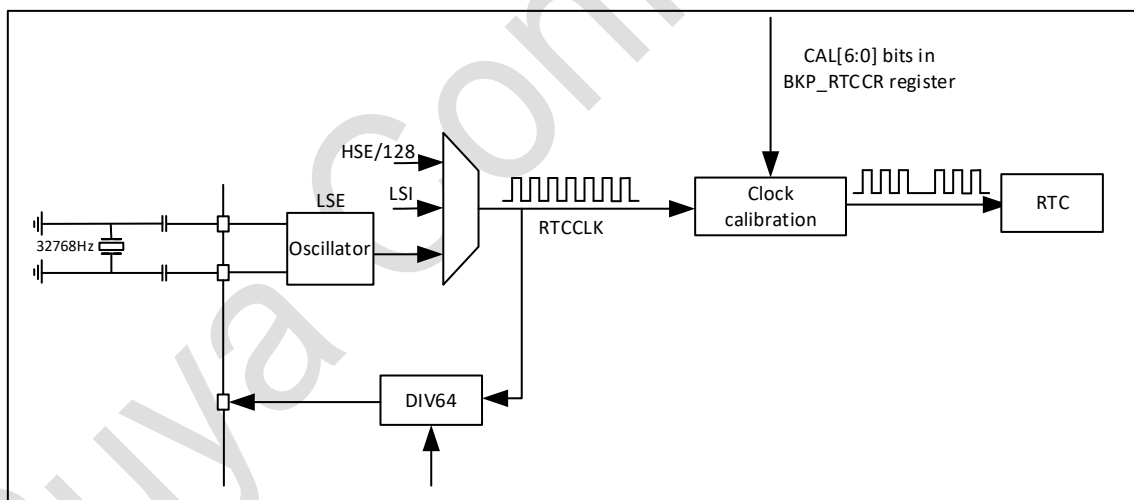 CAL[6:0] bits in
BKP_RTCCR register
HSE/128
LSI
LSE
Oscillator
32768Hz
RTCCLK
Clock
calibration
RTC
DIV64